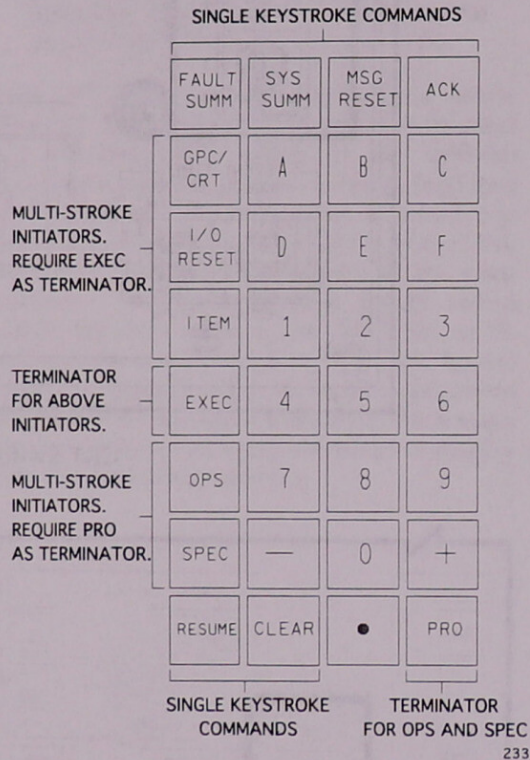 SINGLE KEYSTROKE COMMANDS
FAULT SUMM
SYS SUMM
MSG RESET
ACK
GPC/ CRT
A
B
C
MULTI-STROKE
INITIATORS.
REQUIRE EXEC
AS TERMINATOR.
I/O RESET
D
E
F
ITEM
1
2
3
TERMINATOR
FOR ABOVE
INITIATORS.
EXEC
4
5
6
MULTI-STROKE
INITIATORS.
REQUIRE PRO
AS TERMINATOR.
OPS
7
8
9
SPEC
—
0
+
RESUME
CLEAR
●
PRO
SINGLE KEYSTROKE
COMMANDS
TERMINATOR
FOR OPS AND SPEC
233